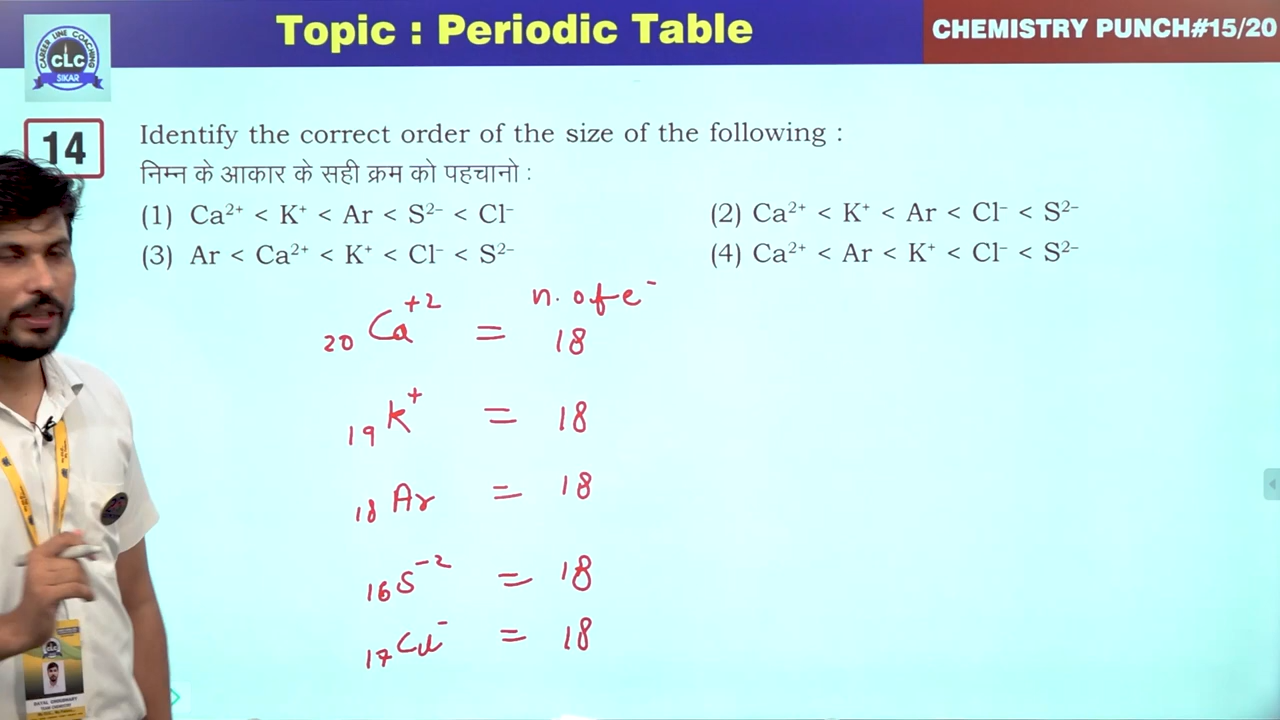 Topic : Periodic Table
CHEMISTRY PUNCH#15/20
CAREER LINE COACHING
CLC
SIKAR
14
Identify the correct order of the size of the following :
निम्न के आकार के सही क्रम को पहचानो :
(1) Ca²⁺ < K⁺ < Ar < S²⁻ < Cl⁻
(2) Ca²⁺ < K⁺ < Ar < Cl⁻ < S²⁻
(3) Ar < Ca²⁺ < K⁺ < Cl⁻ < S²⁻
(4) Ca²⁺ < Ar < K⁺ < Cl⁻ < S²⁻
n. of e⁻
₂₀Ca⁺² = 18
₁₉K⁺ = 18
₁₈Ar = 18
₁₆S⁻² = 18
₁₇Cl⁻ = 18
CLC